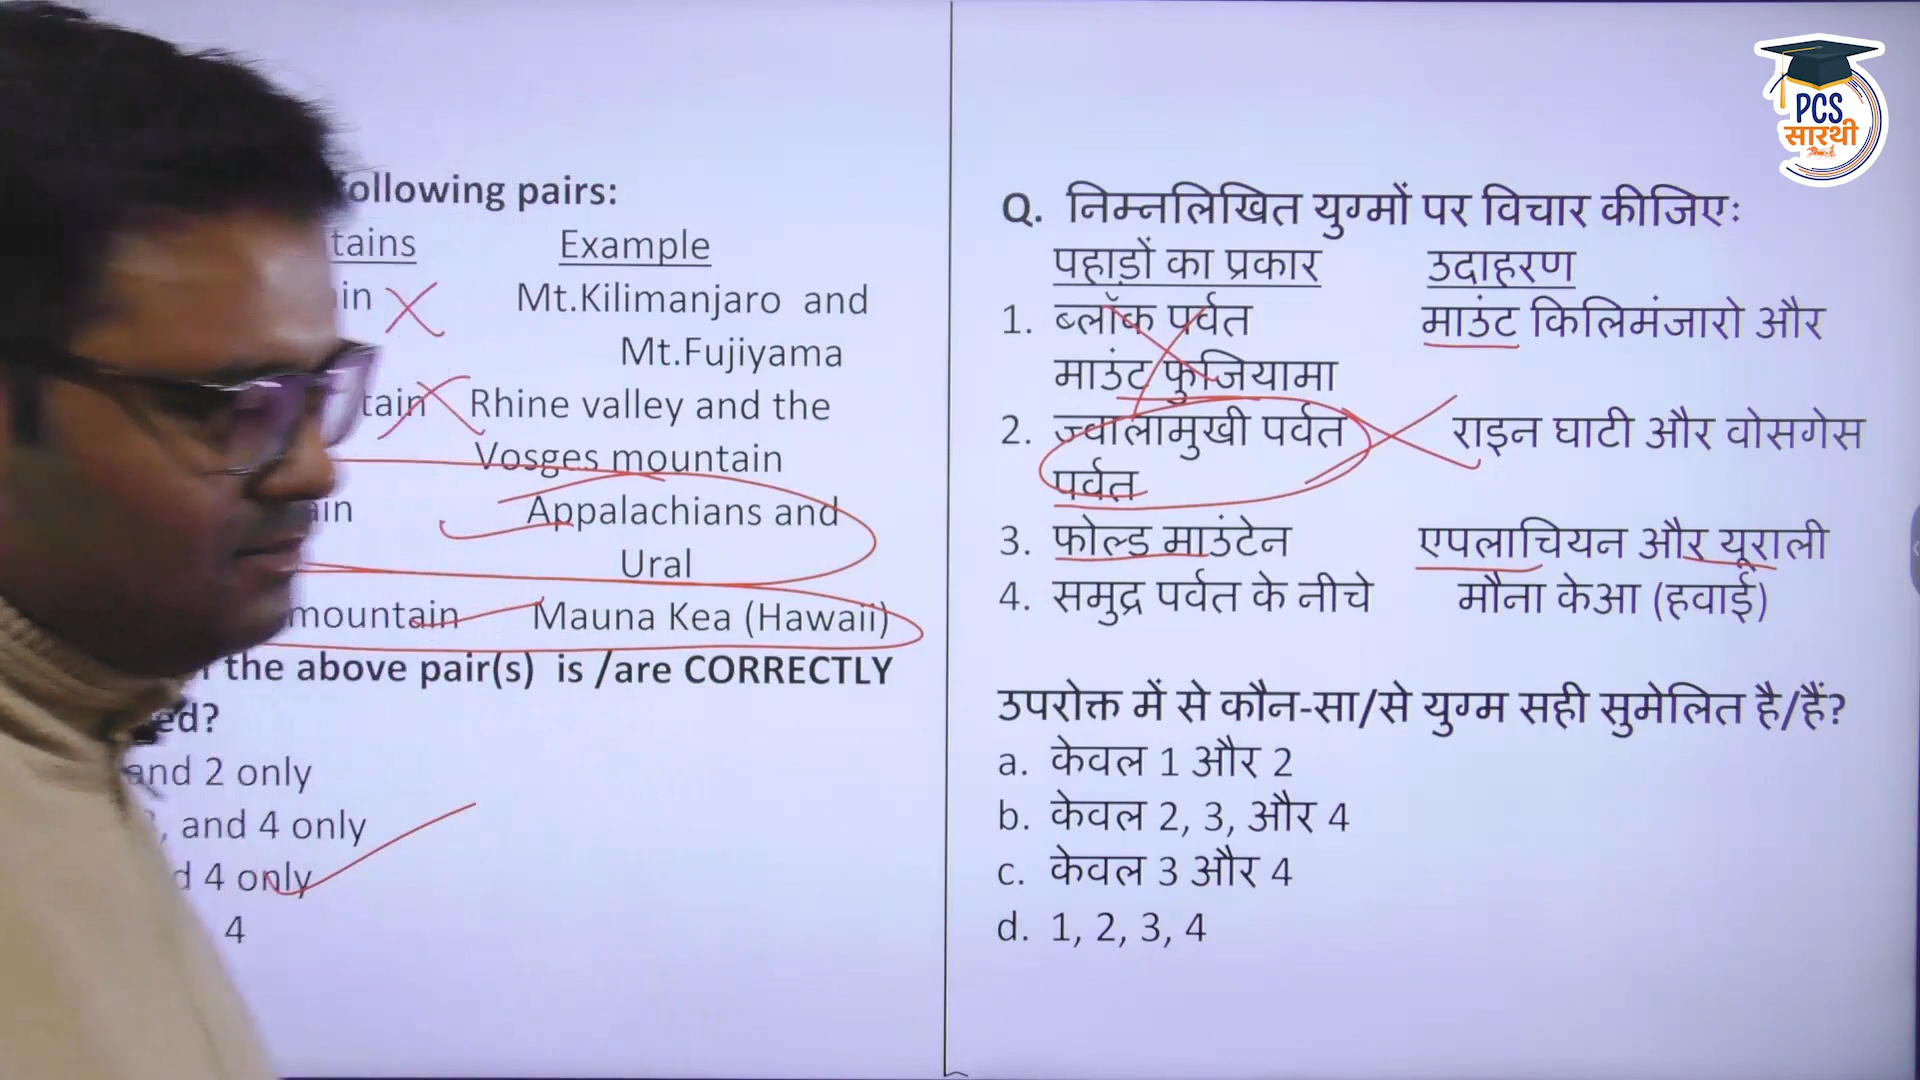 ollowing pairs:
tains Example
in Mt.Kilimanjaro and
Mt.Fujiyama
tain Rhine valley and the
Vosges mountain
ain Appalachians and
Ural
mountain Mauna Kea (Hawaii)
the above pair(s) is /are CORRECTLY
ed?
and 2 only
, and 4 only
d 4 only
4
Q. निम्नलिखित युग्मों पर विचार कीजिए:
पहाड़ों का प्रकार उदाहरण
1. ब्लॉक पर्वत माउंट किलिमंजारो और
माउंट फुजियामा
2. ज्वालामुखी पर्वत राइन घाटी और वोसगेस
पर्वत
3. फोल्ड माउंटेन एपलाचियन और यूराली
4. समुद्र पर्वत के नीचे मौना केआ (हवाई)
उपरोक्त में से कौन-सा/से युग्म सही सुमेलित है/हैं?
a. केवल 1 और 2
b. केवल 2, 3, और 4
c. केवल 3 और 4
d. 1, 2, 3, 4
PCS
सारथी